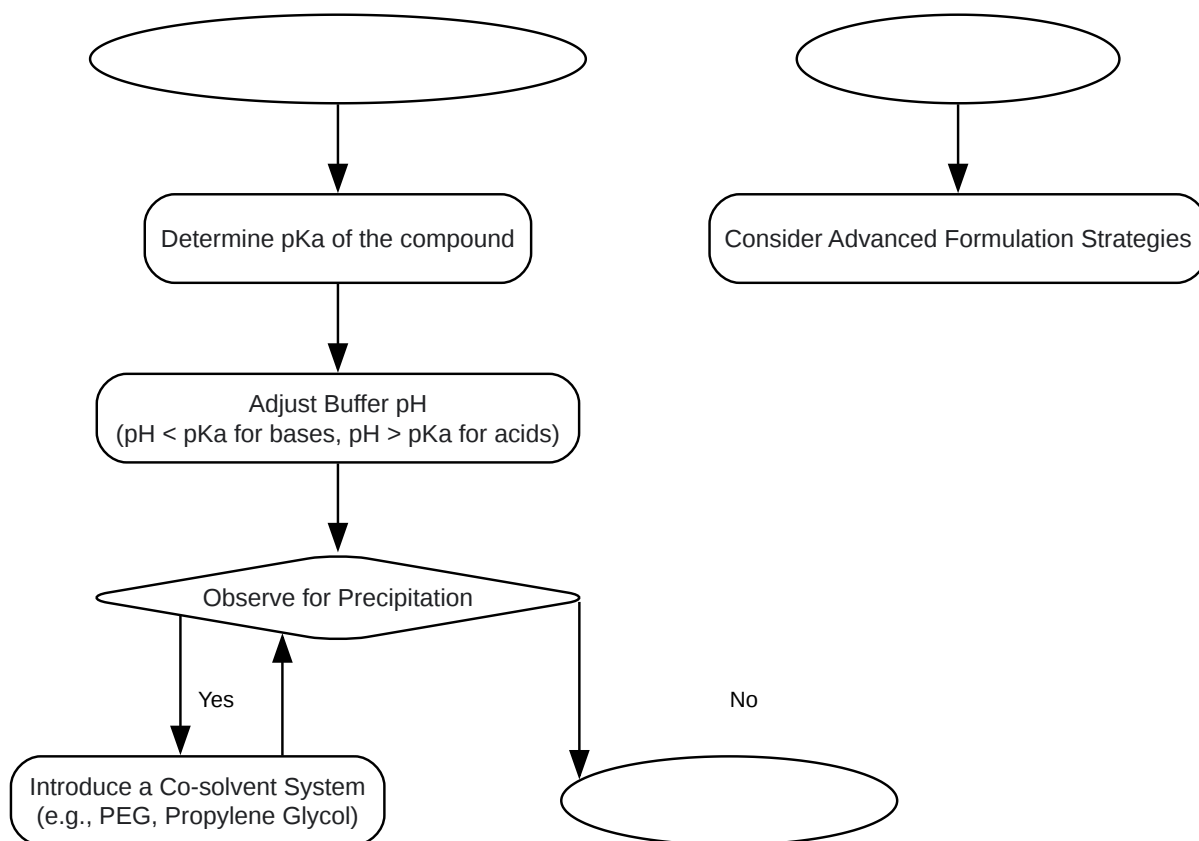 Determine pKa of the compound
Consider Advanced Formulation Strategies
Adjust Buffer pH
(pH < pKa for bases, pH > pKa for acids)
Observe for Precipitation
Yes
No
Introduce a Co-solvent System
(e.g., PEG, Propylene Glycol)